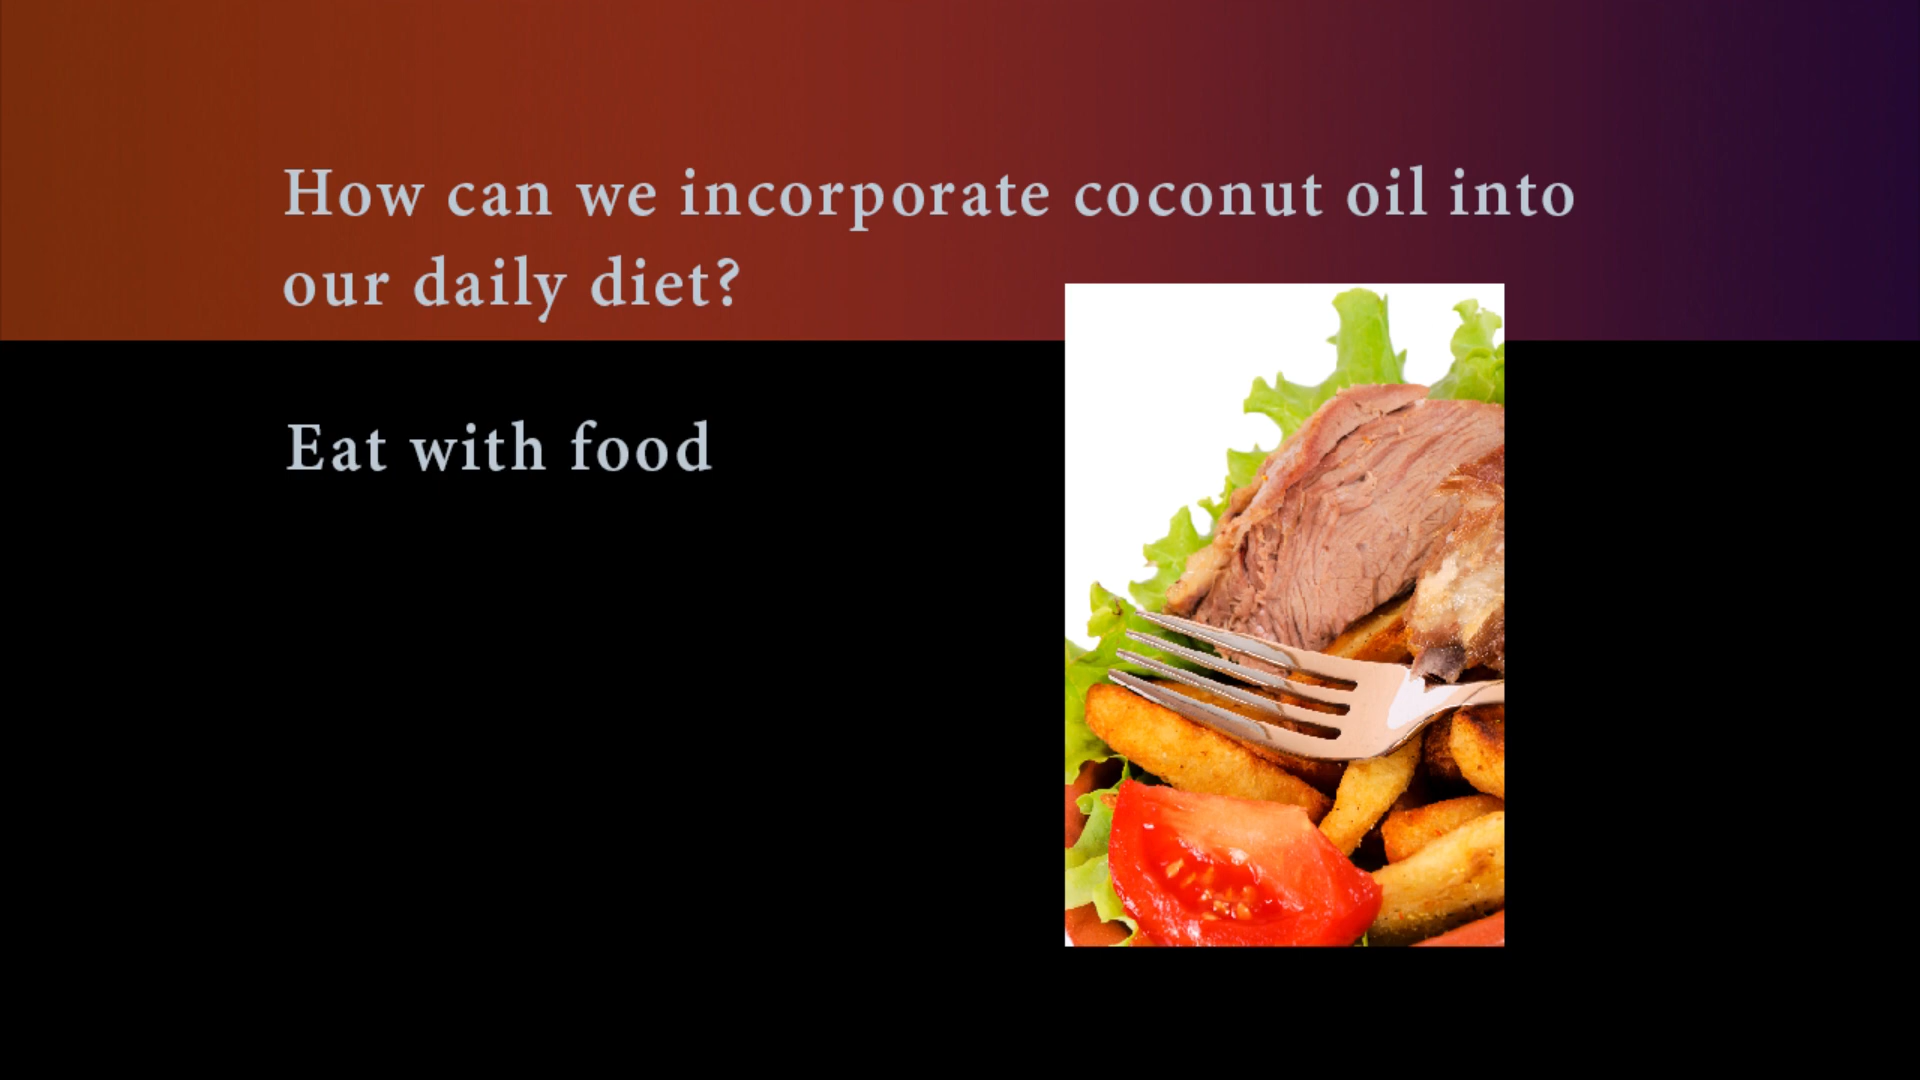 How can we incorporate coconut oil into
our daily diet?
Eat with food